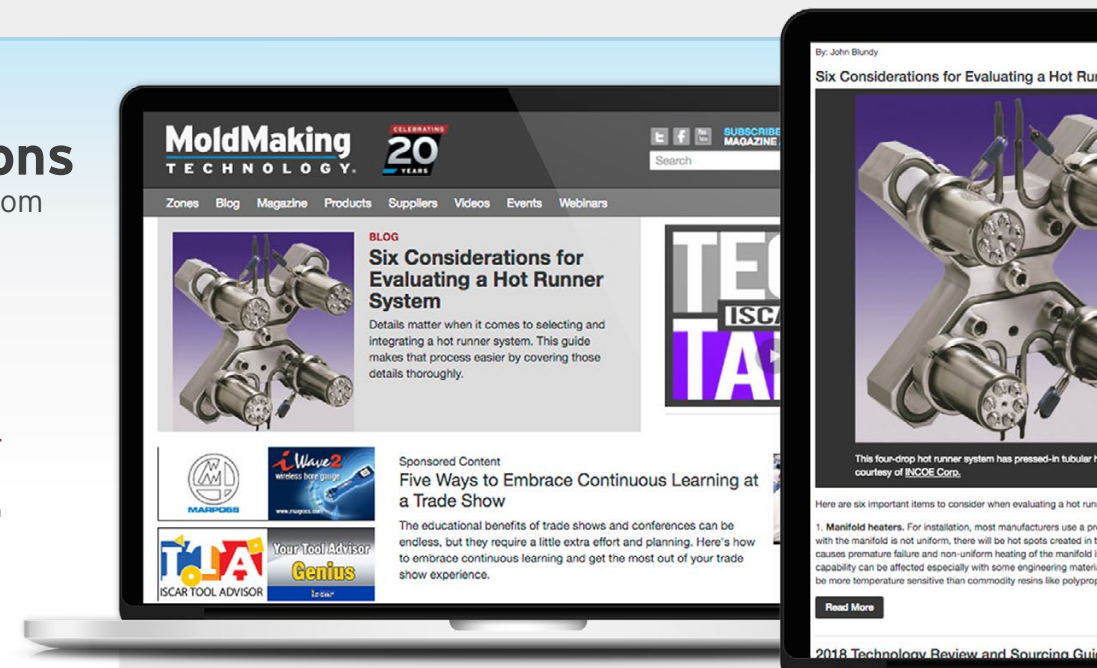 ons
om
MoldMaking
TECHNOLOGY.
CELEBRATING
20
YEARS
SUBSCRIBE
MAGAZINE
Search
Zones Blog Magazine Products Suppliers Videos Events Webinars
BLOG
Six Considerations for
Evaluating a Hot Runner
System
Details matter when it comes to selecting and
integrating a hot runner system. This guide
makes that process easier by covering those
details thoroughly.
TEC
ISCA
TA
MARPOSS
i Wave2
wireless bore gauge
www.marposs.com
T.I.A
ISCAR TOOL ADVISOR
Your Tool Advisor
Genius
Iscar
Sponsored Content
Five Ways to Embrace Continuous Learning at
a Trade Show
The educational benefits of trade shows and conferences can be
endless, but they require a little extra effort and planning. Here's how
to embrace continuous learning and get the most out of your trade
show experience.
By: John Blundy
Six Considerations for Evaluating a Hot Run
This four-drop hot runner system has pressed-in tubular h
courtesy of INCOE Corp.
Here are six important items to consider when evaluating a hot run
1. Manifold heaters. For installation, most manufacturers use a pr
with the manifold is not uniform, there will be hot spots created in t
causes premature failure and non-uniform heating of the manifold i
capability can be affected especially with some engineering materia
be more temperature sensitive than commodity resins like polyprop
Read More
2018 Technology Review and Sourcing Gui